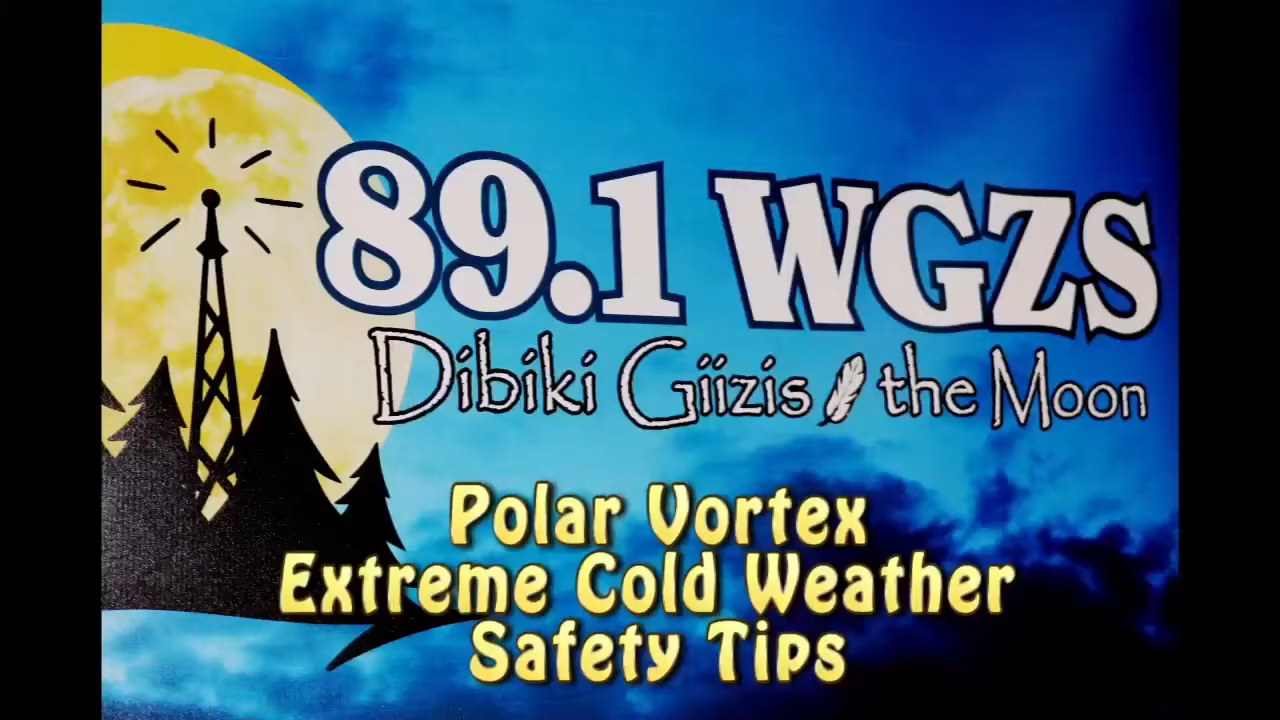 89.1 WGZS
Dibiki Giizis the Moon
Polar Vortex
Extreme Cold Weather
Safety Tips